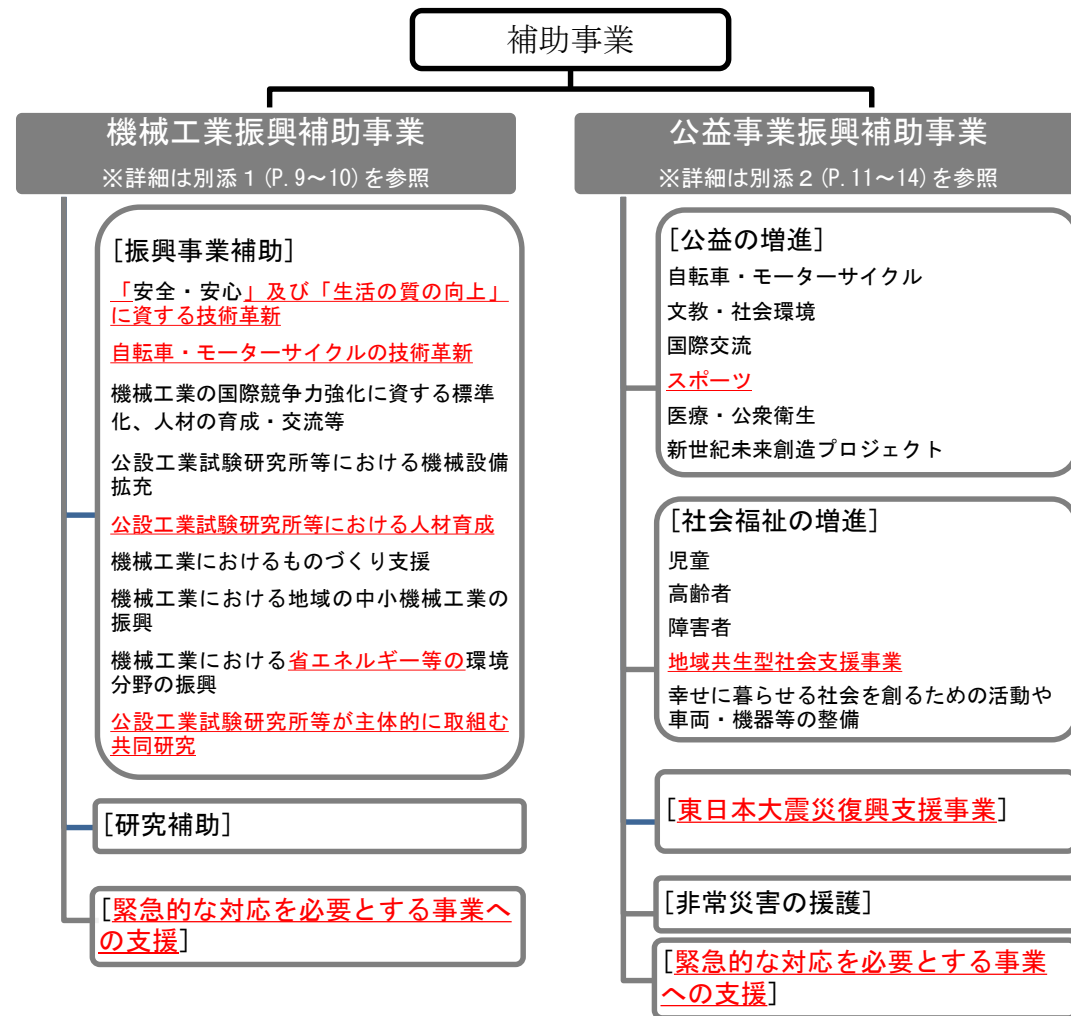 補助事業
機械工業振興補助事業
※詳細は別添１(P.9～10)を参照
[振興事業補助]
「安全・安心」及び「生活の質の向上」
に資する技術革新
自転車・モーターサイクルの技術革新
機械工業の国際競争力強化に資する標準
化、人材の育成・交流等
公設工業試験研究所等における機械設備
拡充
公設工業試験研究所等における人材育成
機械工業におけるものづくり支援
機械工業における地域の中小機械工業の
振興
機械工業における省エネルギー等の環境
分野の振興
公設工業試験研究所等が主体的に取組む
共同研究
[研究補助]
[緊急的な対応を必要とする事業へ
の支援]
公益事業振興補助事業
※詳細は別添２(P.11～14)を参照
[公益の増進]
自転車・モーターサイクル
文教・社会環境
国際交流
スポーツ
医療・公衆衛生
新世紀未来創造プロジェクト
[社会福祉の増進]
児童
高齢者
障害者
地域共生型社会支援事業
幸せに暮らせる社会を創るための活動や
車両・機器等の整備
[東日本大震災復興支援事業]
[非常災害の援護]
[緊急的な対応を必要とする事業
への支援]